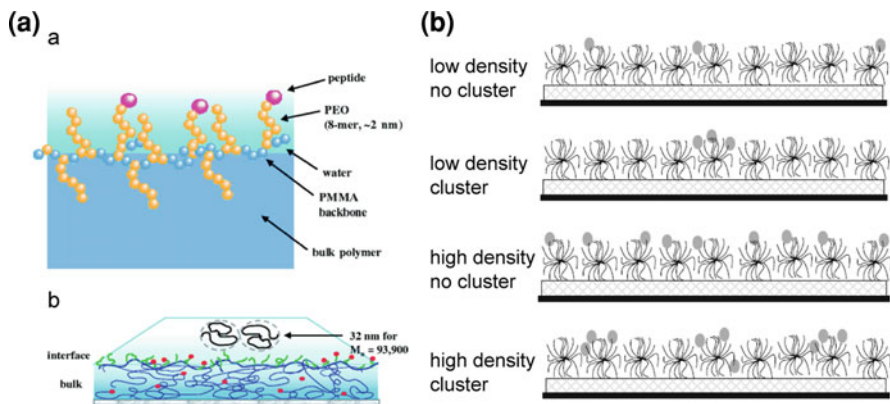 (a)
a
peptide
PEO
(8-mer, ~2 nm)
water
PMMA
backbone
bulk polymer
b
interface
bulk
32 nm for
Mn = 93,900
(b)
low density
no cluster
low density
cluster
high density
no cluster
high density
cluster